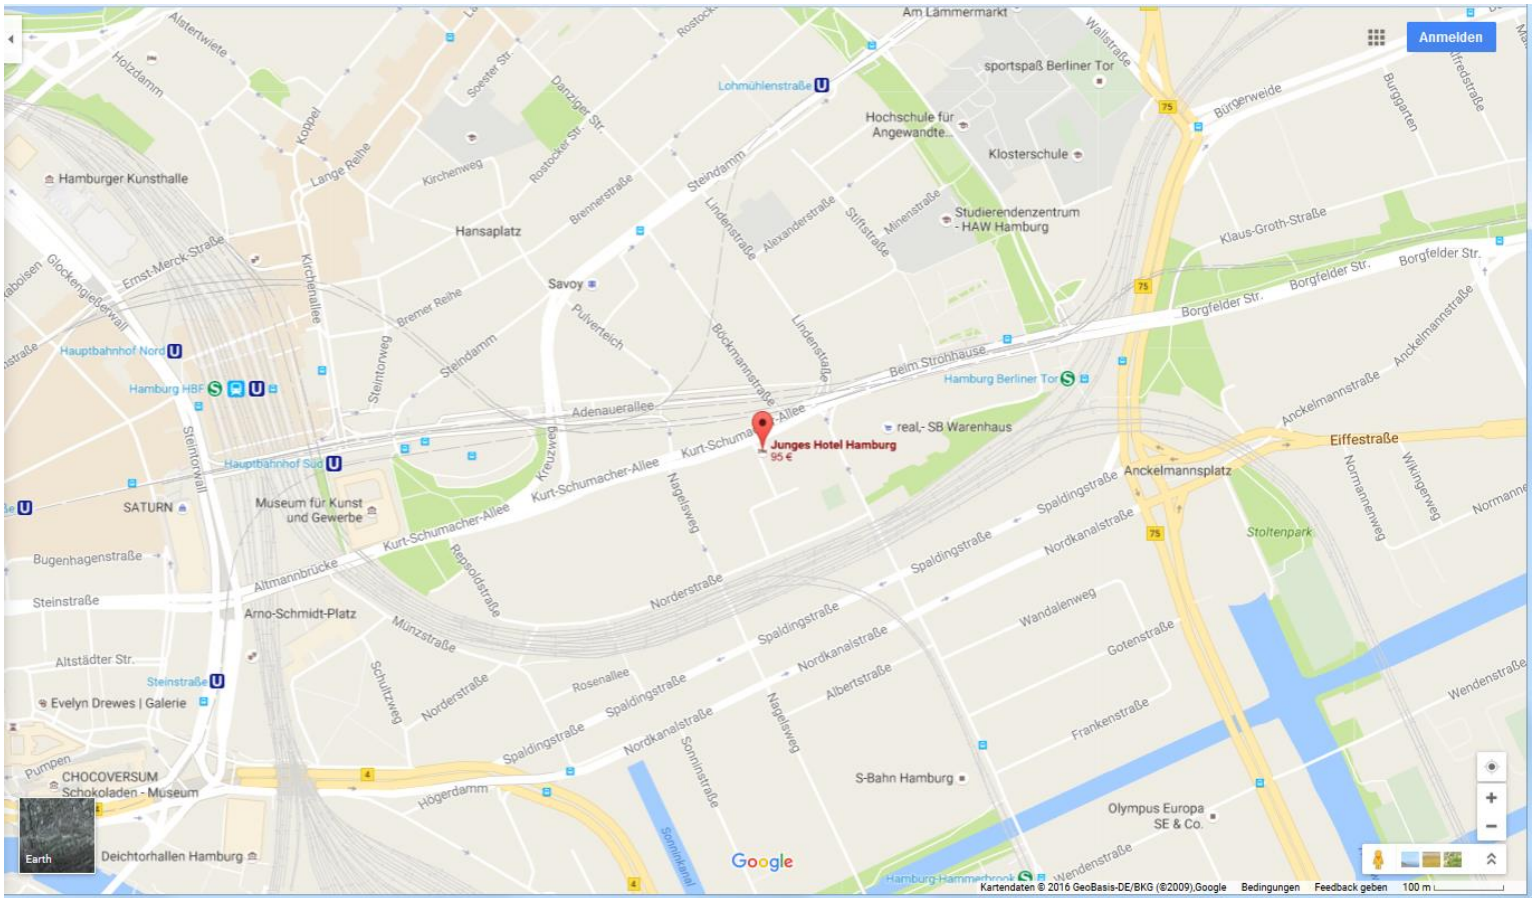 Alstertwiete
Holzdamm
Koppel
Soester Str.
Danziger Str.
Rostocker Str.
Am Lämmermarkt
Wallstraße
Anmelden
sportspaß Berliner Tor
Lohmühlenstraße U
Hochschule für
Angewandte...
Klosterschule
75
Bürgerweide
Burggarten
Hamburger Kunsthalle
Lange Reihe
Kirchenweg
Brennerstraße
Steindamm
Lindenstraße
Alexanderstraße
Stiftstraße
Minenstraße
Studierendenzentrum
- HAW Hamburg
Klaus-Groth-Straße
Hansaplatz
Ernst-Merck-Straße
Glockengießerwall
Kirchenallee
Bremer Reihe
Savoy
Pulverteich
Böckmannstraße
Lindenstraße
75
Borgfelder Str.
Borgfelder Str.
Borgfelder Str.
Anckelmannstraße
Hauptbahnhof Nord U
Hamburg HBF S U
Steintorweg
Steindamm
Beim Strohhause
Hamburg Berliner Tor S
Anckelmannstraße
Adenauerallee
Kurt-Schumacher-Allee
real,- SB Warenhaus
Junges Hotel Hamburg
95 €
Eiffestraße
Steintorwall
Hauptbahnhof Süd U
Kreuzweg
Kurt-Schumacher-Allee
Anckelmannsplatz
Normannenweg
Wikingerweg
SATURN
Museum für Kunst
und Gewerbe
Kurt-Schumacher-Allee
Nagelsweg
Spaldingstraße
Nordkanalstraße
75
Stoltenpark
Bugenhagenstraße
Altmannbrücke
Repsoldstraße
Norderstraße
Spaldingstraße
Steinstraße
Arno-Schmidt-Platz
Münzstraße
Spaldingstraße
Nordkanalstraße
Wandalenweg
Gotenstraße
Altstädter Str.
Steinstraße U
Evelyn Drewes | Galerie
Schultzweg
Norderstraße
Rosenallee
Spaldingstraße
Albertstraße
Wendenstraße
Spaldingstraße
Nordkanalstraße
Nagelsweg
Frankenstraße
Pumpen
CHOCOVERSUM
Schokoladen - Museum
4
Högerdamm
Sonninstraße
S-Bahn Hamburg
Olympus Europa
SE & Co.
Earth
Deichtorhallen Hamburg
4
Sonninkanal
Google
Hamburg-Hammerbrook S
Wendenstraße
Kartendaten © 2016 GeoBasis-DE/BKG (©2009),Google Bedingungen Feedback geben 100 m